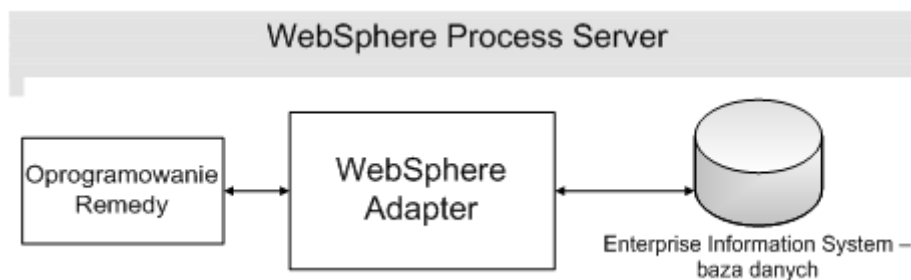 WebSphere Process Server
Oprogramowanie
Remedy
WebSphere
Adapter
Enterprise Information System –
baza danych